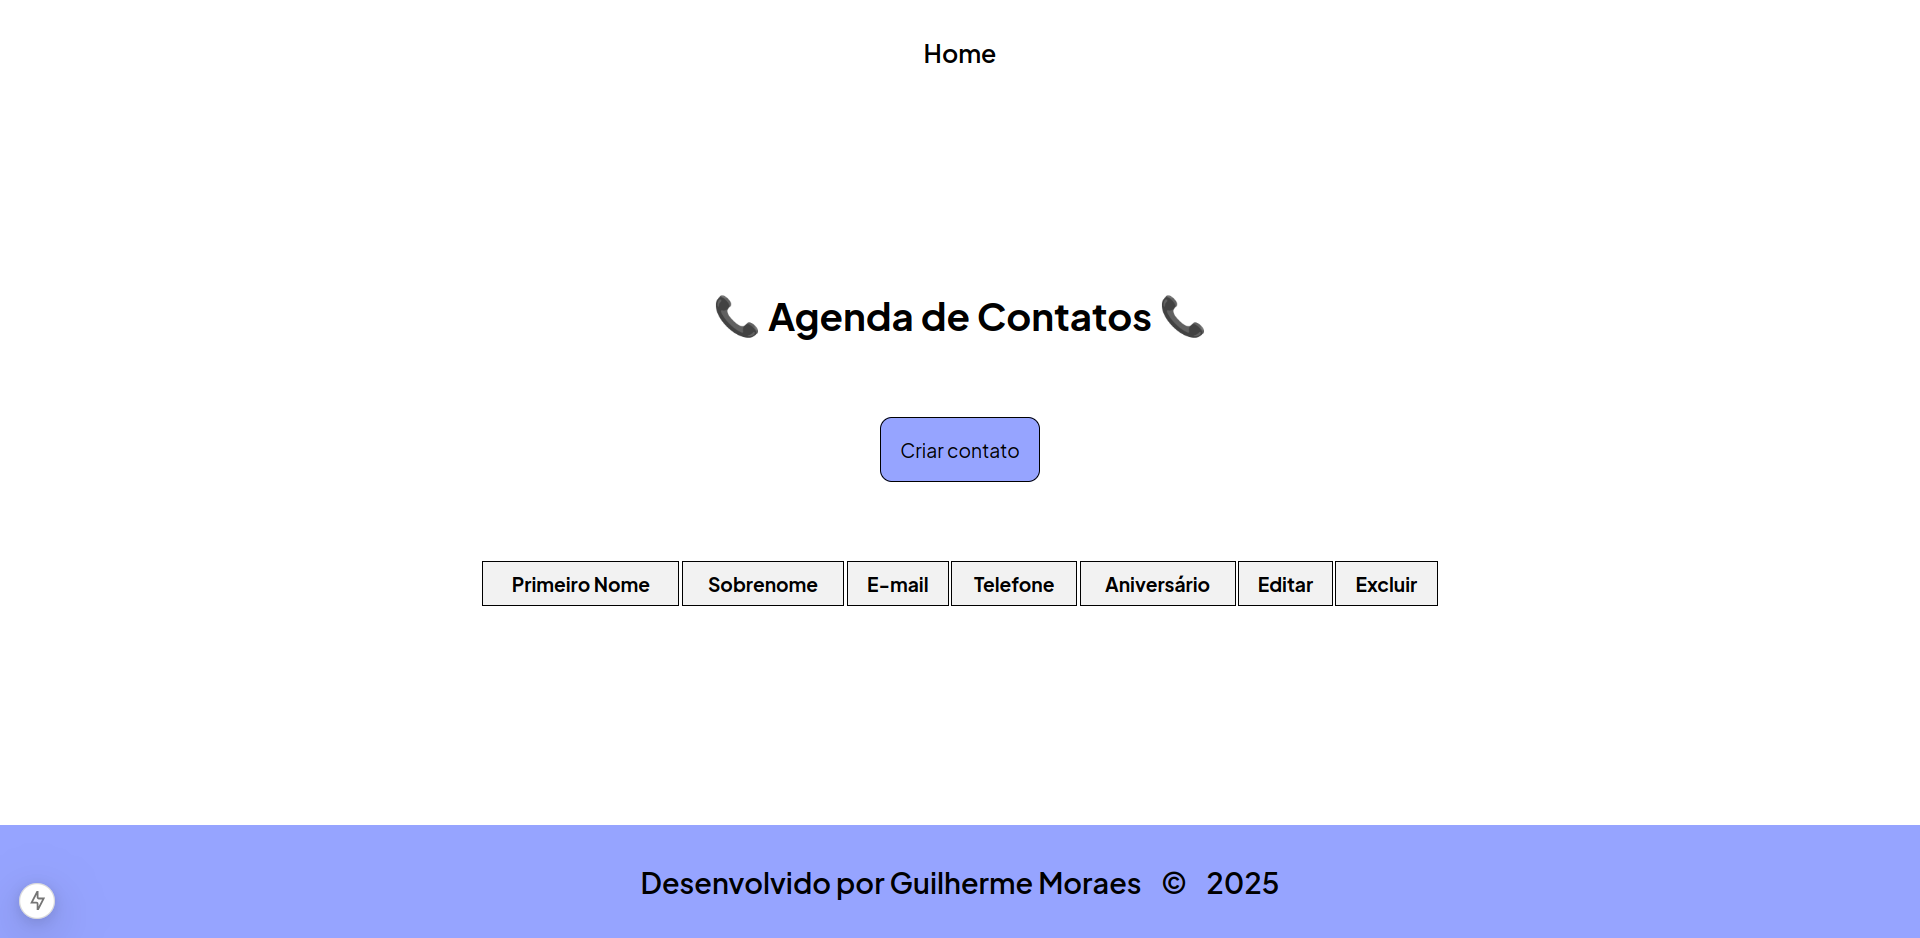 Home
📞 Agenda de Contatos 📞
Criar contato
Primeiro Nome Sobrenome E-mail Telefone Aniversário Editar Excluir
Desenvolvido por Guilherme Moraes © 2025